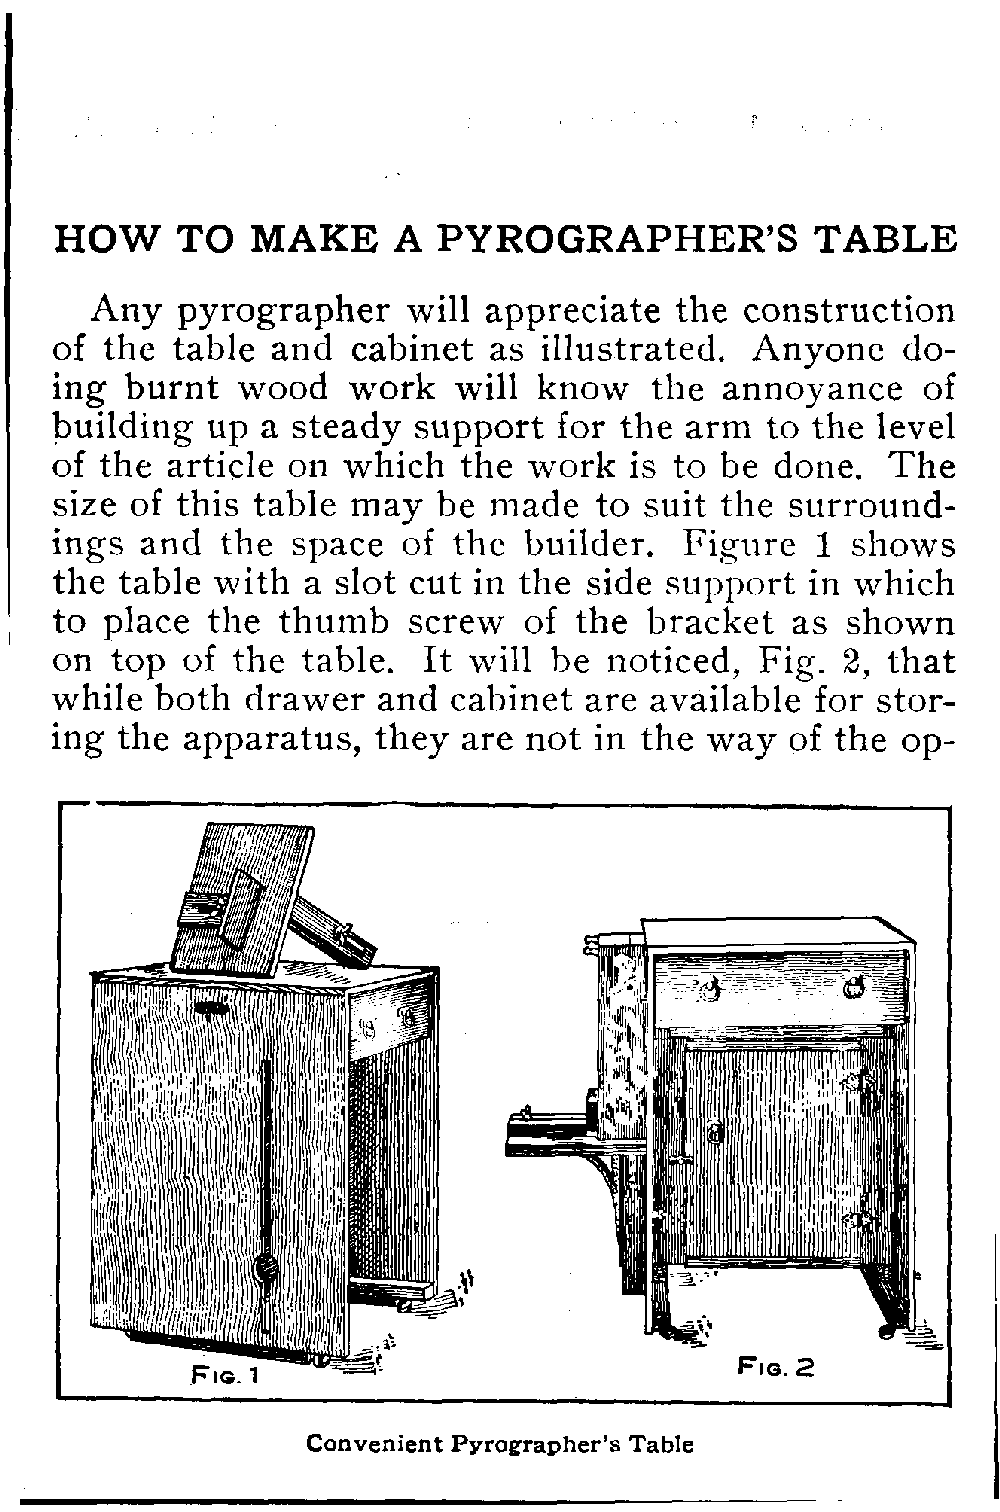 HOW TO MAKE A PYROGRAPHER'S TABLE
Any pyrographer will appreciate the construction
of the table and cabinet as illustrated. Anyone do-
ing burnt wood work will know the annoyance of
building up a steady support for the arm to the level
of the article on which the work is to be done. The
size of this table may be made to suit the surround-
ings and the space of the builder. Figure 1 shows
the table with a slot cut in the side support in which
to place the thumb screw of the bracket as shown
on top of the table. It will be noticed, Fig. 2, that
while both drawer and cabinet are available for stor-
ing the apparatus, they are not in the way of the op-
FIG. 1
FIG. 2
Convenient Pyrographer's Table